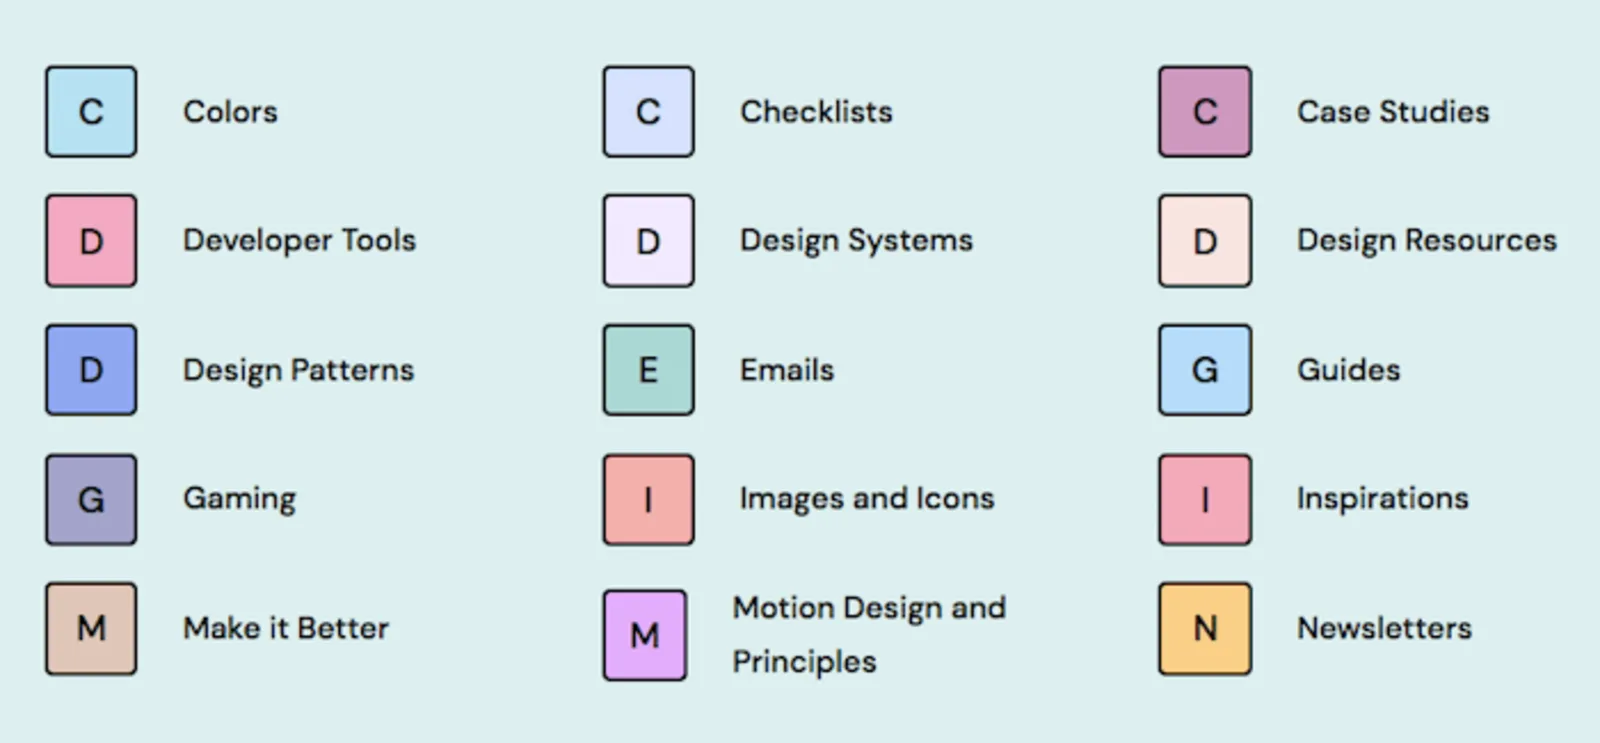 C Colors
C Checklists
C Case Studies
D Developer Tools
D Design Systems
D Design Resources
D Design Patterns
E Emails
G Guides
G Gaming
I Images and Icons
I Inspirations
M Make it Better
M Motion Design and
Principles
N Newsletters